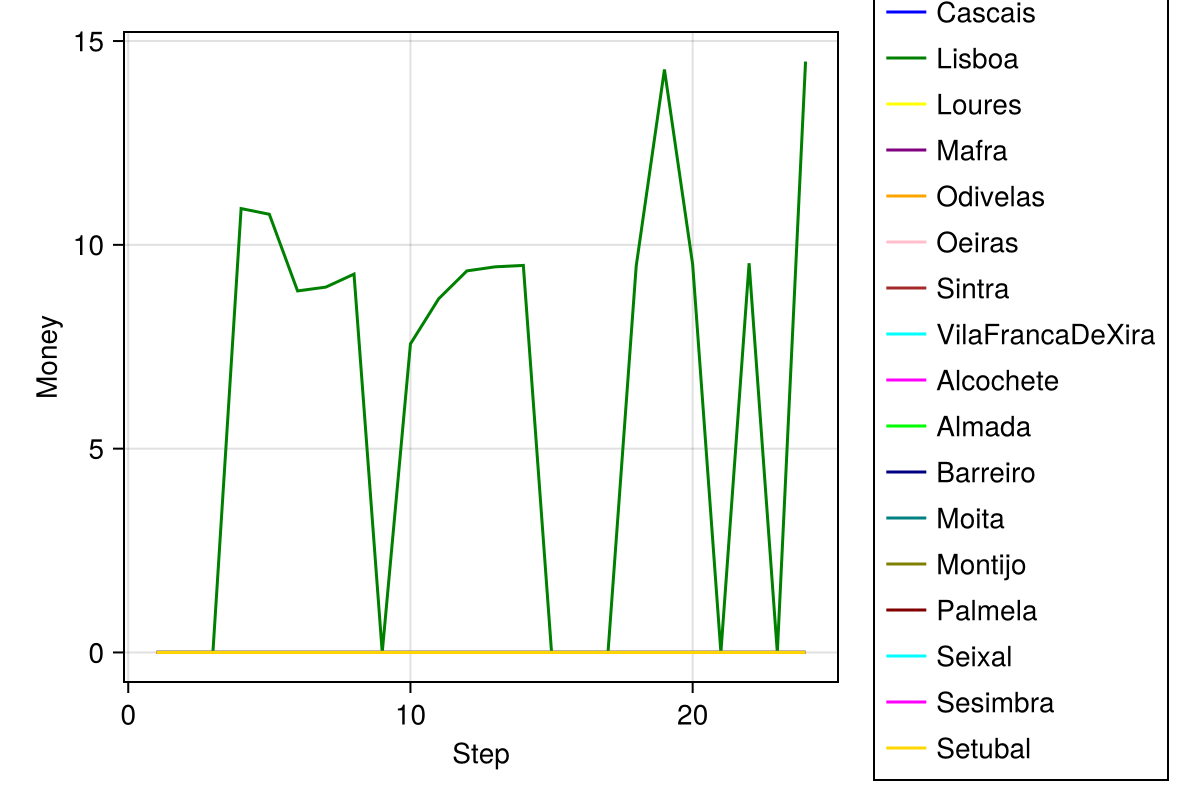 15
10
5
0
Money
0
10
20
Step
Cascais
Lisboa
Loures
Mafra
Odivelas
Oeiras
Sintra
VilaFrancaDeXira
Alcochete
Almada
Barreiro
Moita
Montijo
Palmela
Seixal
Sesimbra
Setubal